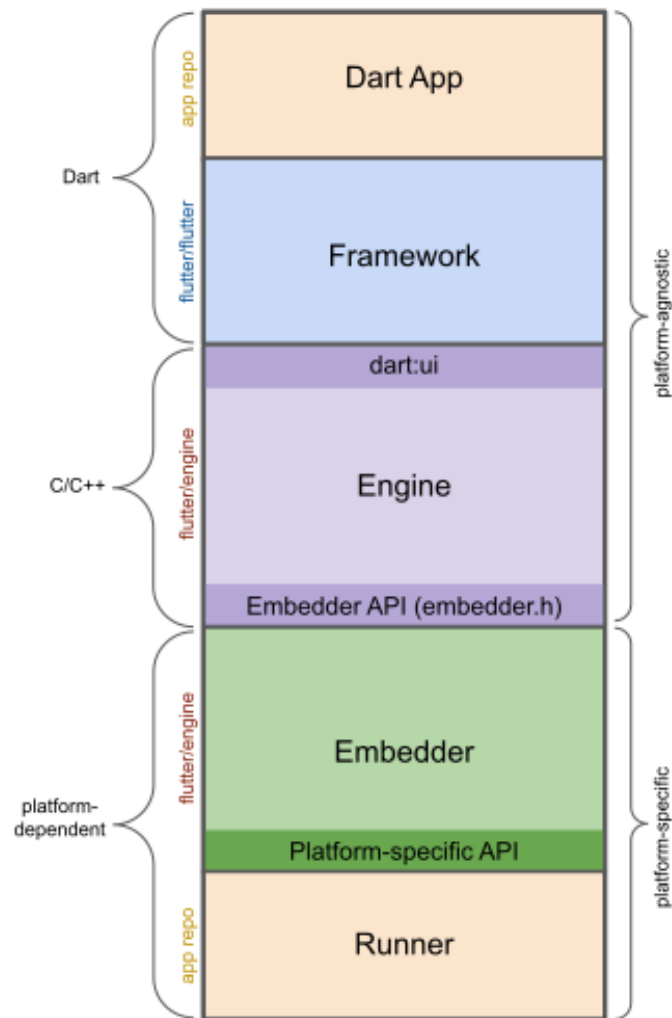 Dart App
Framework
dart:ui
Engine
Embedder API (embedder.h)
Embedder
Platform-specific API
Runner
Dart
C/C++
platform-
dependent
app repo
flutter/flutter
flutter/engine
flutter/engine
app repo
platform-agnostic
platform-specific